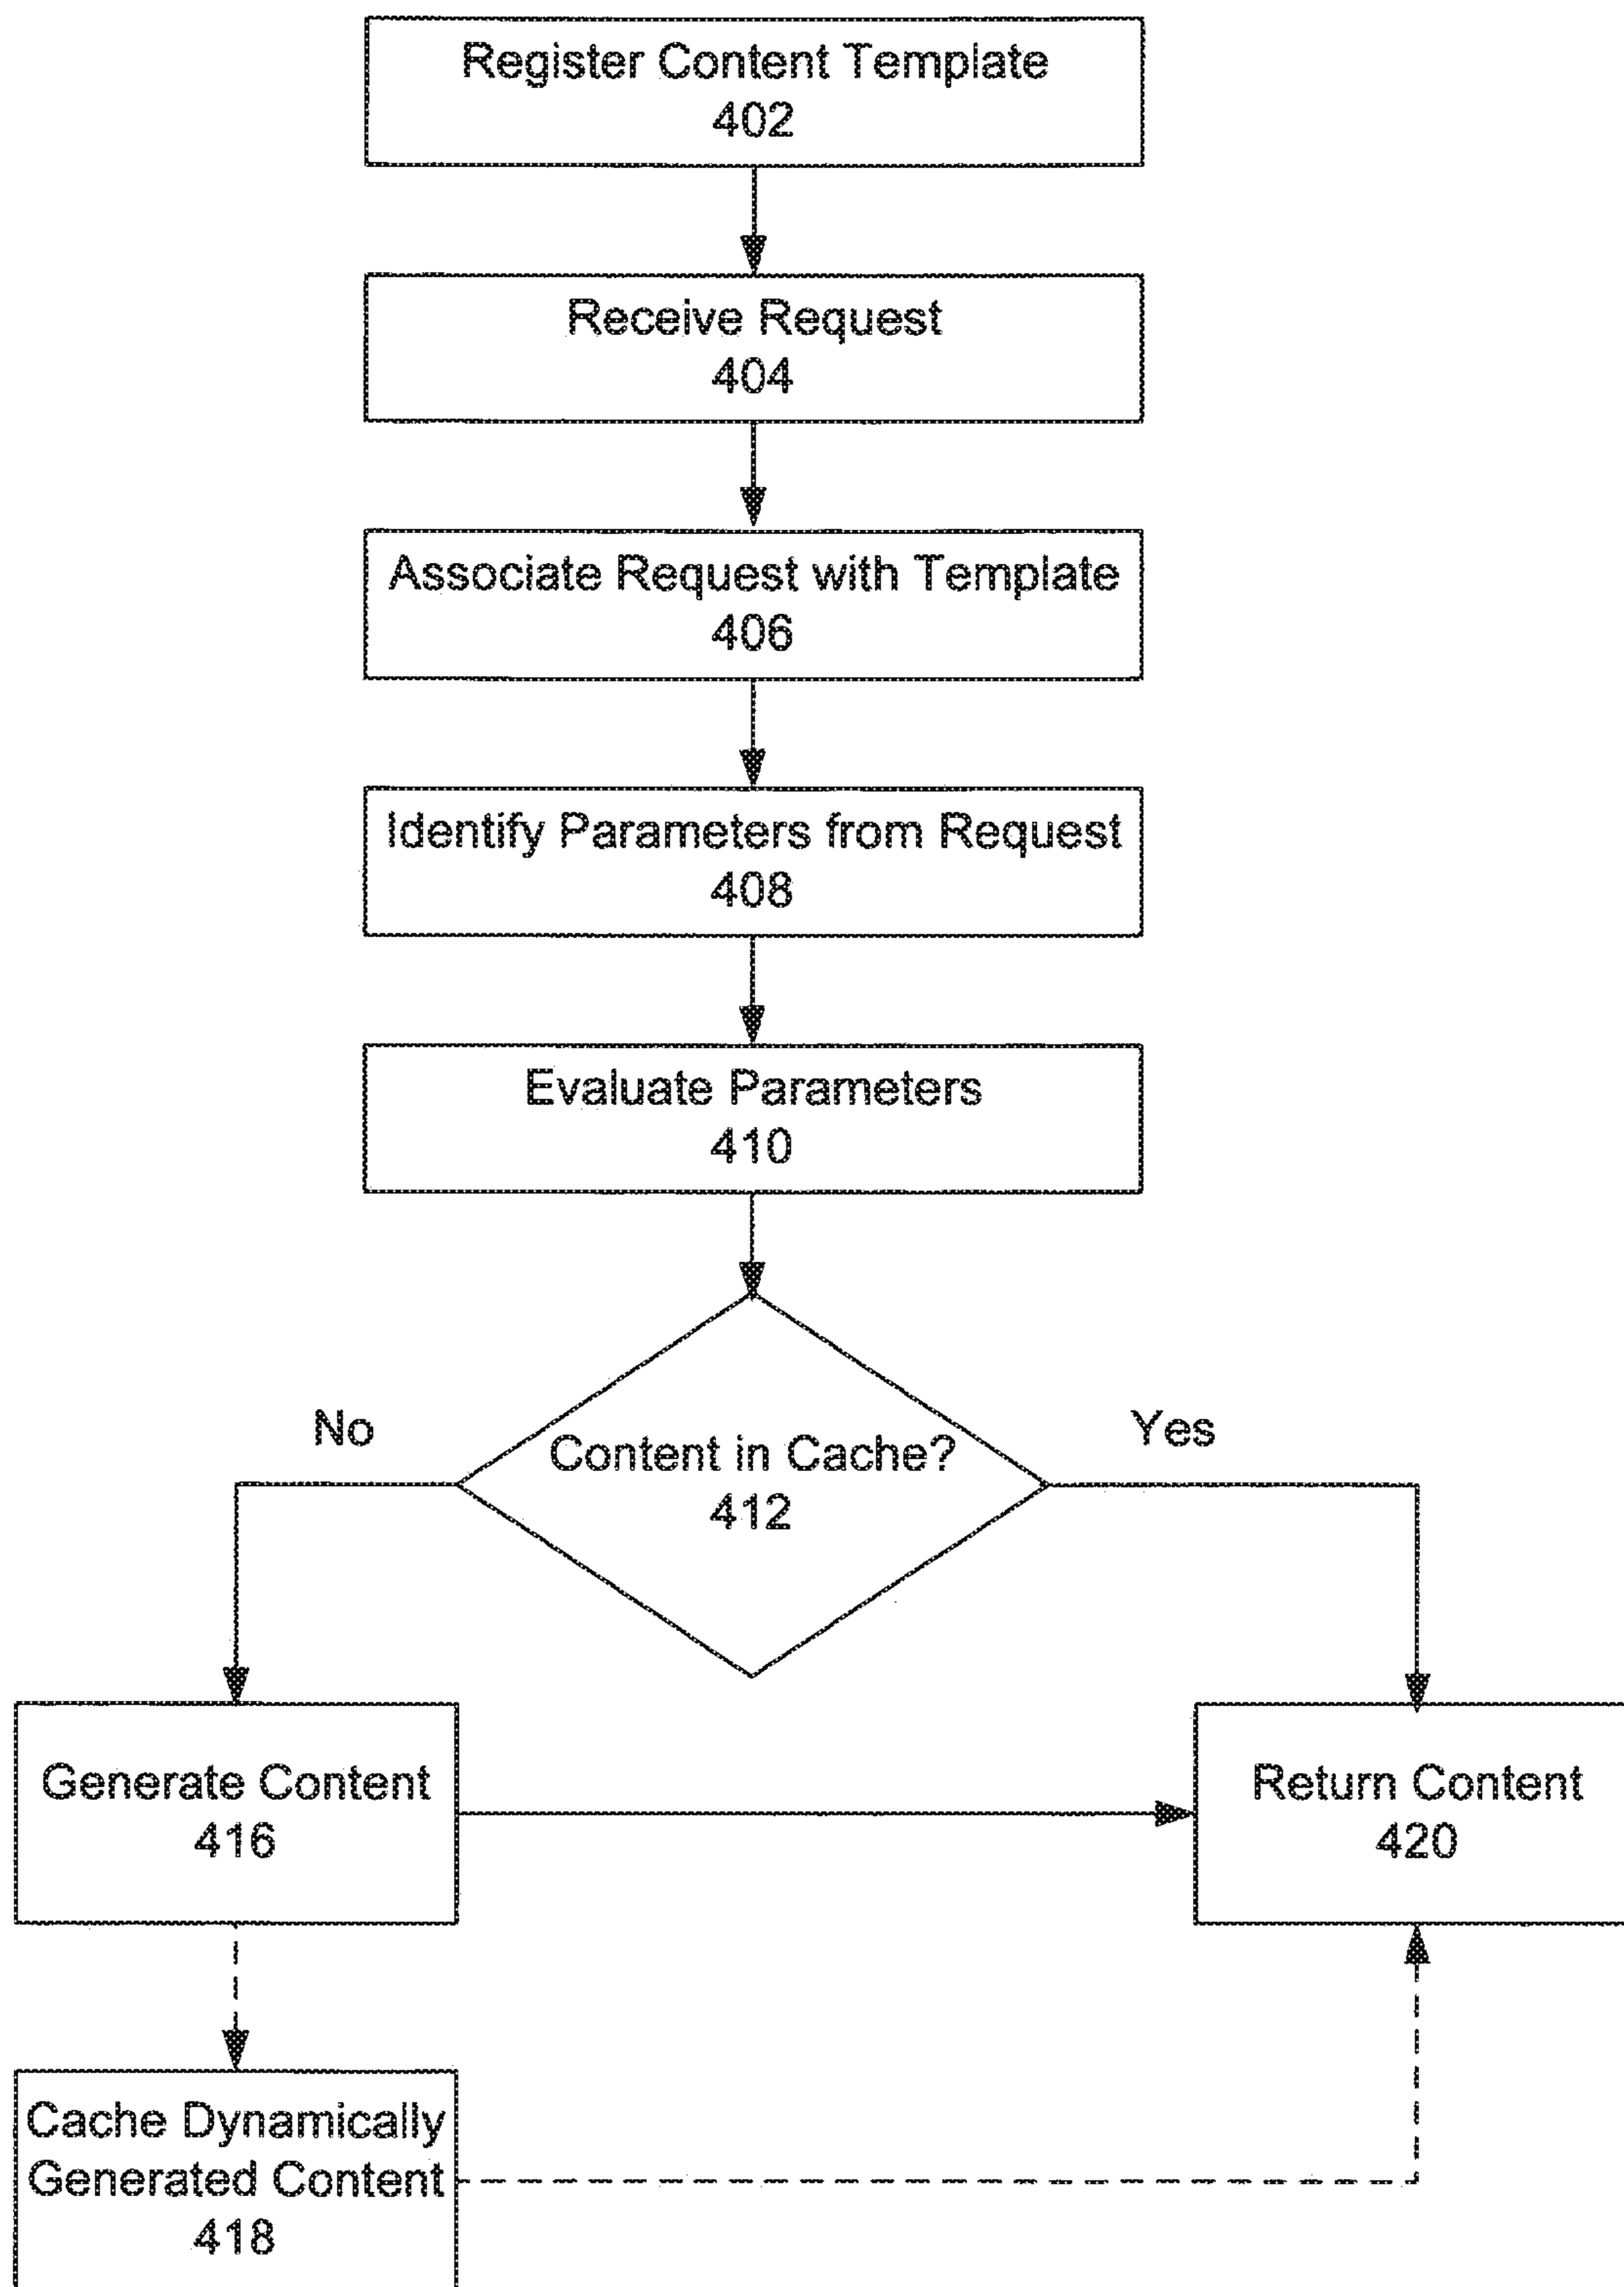 Register Content Template
402
Receive Request
404
Associate Request with Template
406
Identify Parameters from Request
408
Evaluate Parameters
410
No
Yes
Content in Cache?
412
Generate Content
416
Return Content
420
Cache Dynamically
Generated Content
418